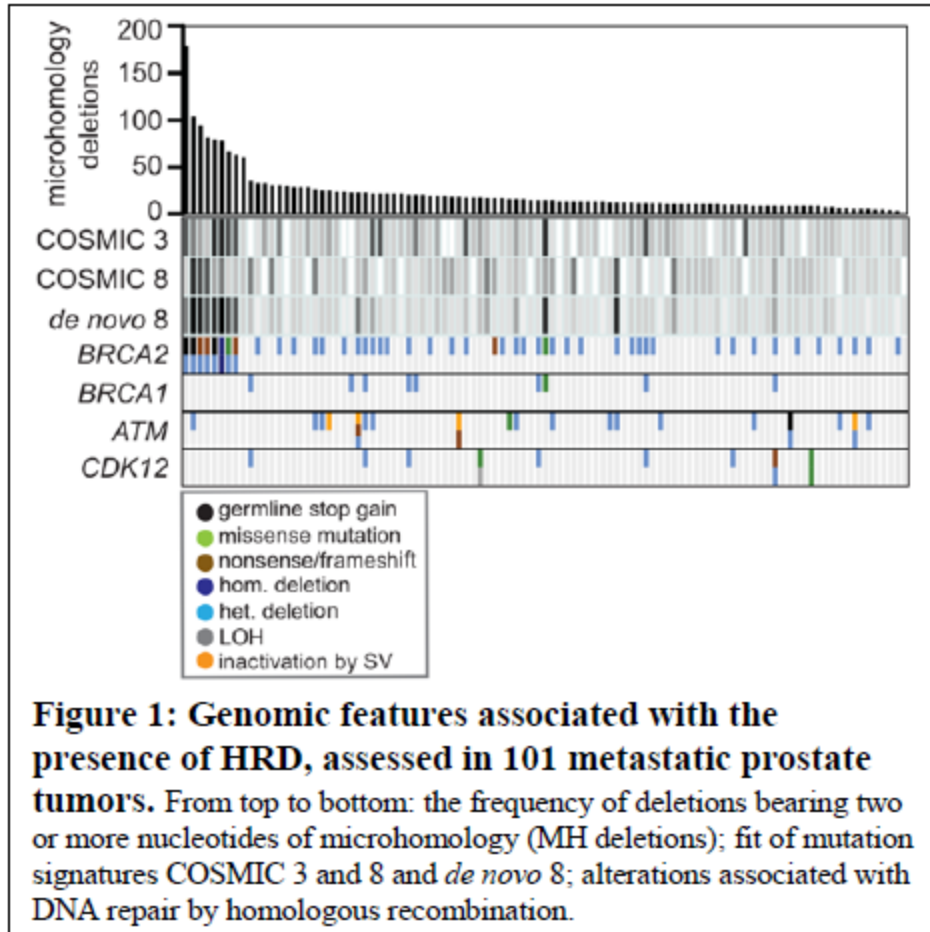 microhomology
deletions
200
150
100
50
0
COSMIC 3
COSMIC 8
de novo 8
BRCA2
BRCA1
ATM
CDK12
germline stop gain
missense mutation
nonsense/frameshift
hom. deletion
het. deletion
LOH
inactivation by SV
Figure 1: Genomic features associated with the
presence of HRD, assessed in 101 metastatic prostate
tumors. From top to bottom: the frequency of deletions bearing two
or more nucleotides of microhomology (MH deletions); fit of mutation
signatures COSMIC 3 and 8 and de novo 8; alterations associated with
DNA repair by homologous recombination.